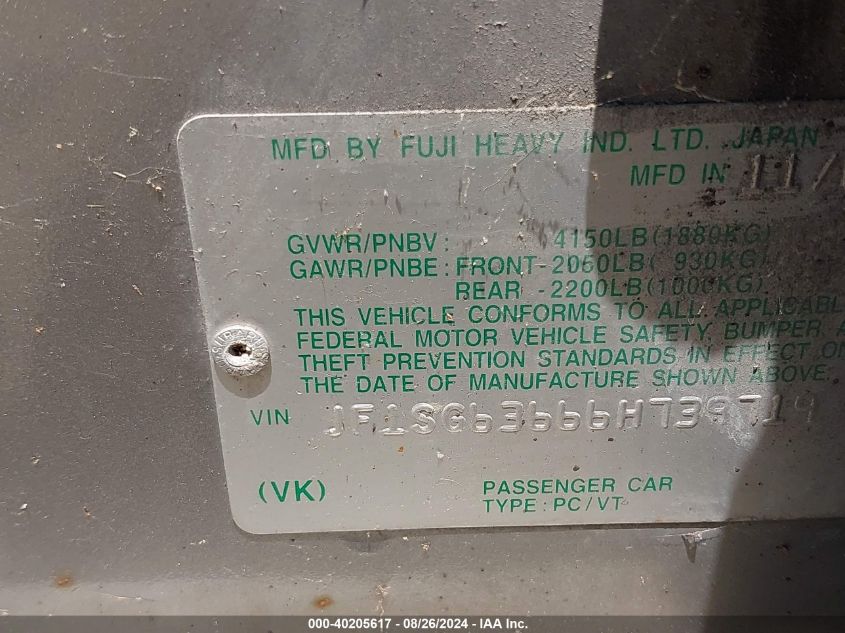 MFD BY FUJI HEAVY IND. LTD. JAPAN
MFD IN 11/
GVWR/PNBV: 4150LB(1880KG)
GAWR/PNBE: FRONT-2060LB( 930KG)
REAR -2200LB(1000KG)
THIS VEHICLE CONFORMS TO ALL APPLICABLE
FEDERAL MOTOR VEHICLE SAFETY, BUMPER,
THEFT PREVENTION STANDARDS IN EFFECT ON
THE DATE OF MANUFACTURE SHOWN ABOVE.
VIN JF1SG63666H739719
(VK) PASSENGER CAR
TYPE: PC/VT
000-40205617 - 08/26/2024 - IAA Inc.